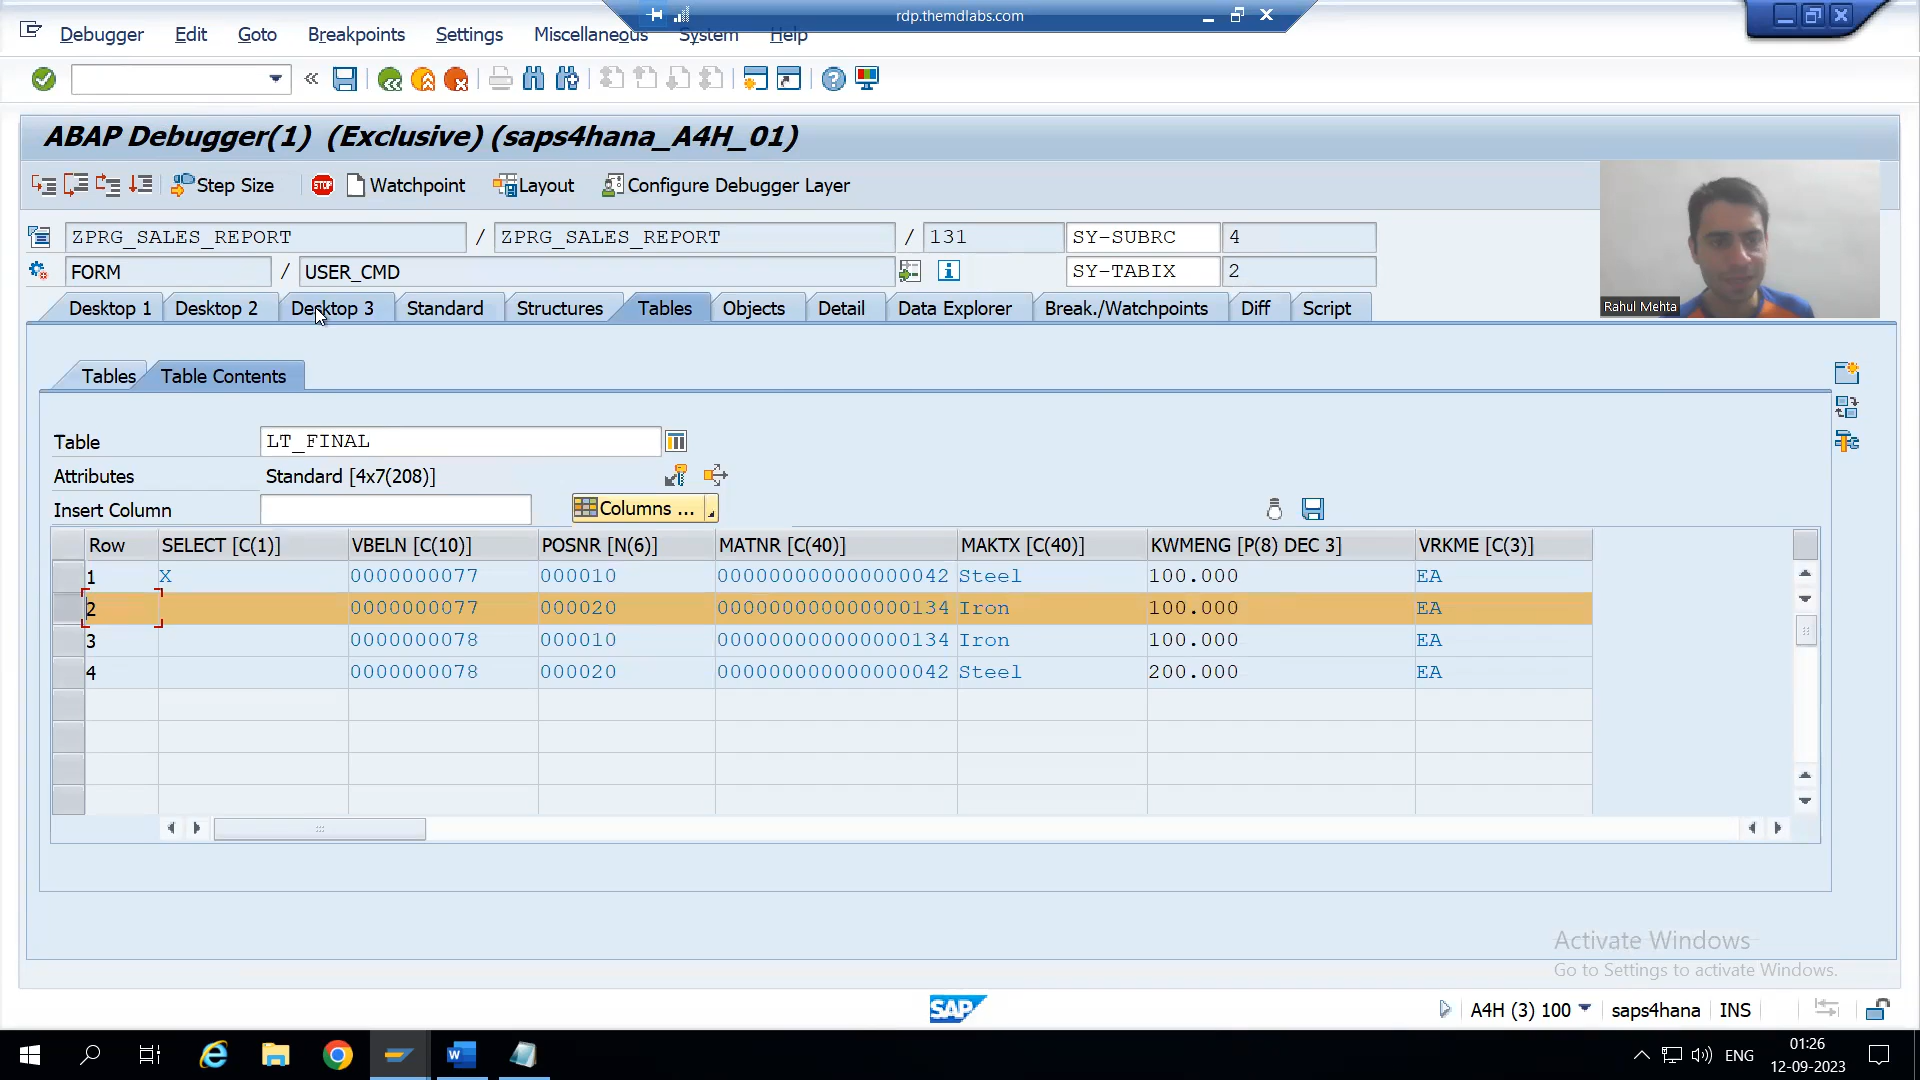 rdp.themdlabs.com
Debugger Edit Goto Breakpoints Settings Miscellaneous System Help
ABAP Debugger(1) (Exclusive) (saps4hana_A4H_01)
Step Size STOP Watchpoint Layout Configure Debugger Layer
ZPRG_SALES_REPORT / ZPRG_SALES_REPORT / 131 SY-SUBRC 4
FORM / USER_CMD SY-TABIX 2
Rahul Mehta
Desktop 1 Desktop 2 Desktop 3 Standard Structures Tables Objects Detail Data Explorer Break./Watchpoints Diff Script
Tables Table Contents
Table LT_FINAL
Attributes Standard [4x7(208)]
Insert Column Columns ...
Row SELECT [C(1)] VBELN [C(10)] POSNR [N(6)] MATNR [C(40)] MAKTX [C(40)] KWMENG [P(8) DEC 3] VRKME [C(3)]
1 X 0000000077 000010 000000000000000042 Steel 100.000 EA
2 0000000077 000020 000000000000000134 Iron 100.000 EA
3 0000000078 000010 000000000000000134 Iron 100.000 EA
4 0000000078 000020 000000000000000042 Steel 200.000 EA
Activate Windows
Go to Settings to activate Windows.
SAP A4H (3) 100 saps4hana INS
ENG 01:26
12-09-2023